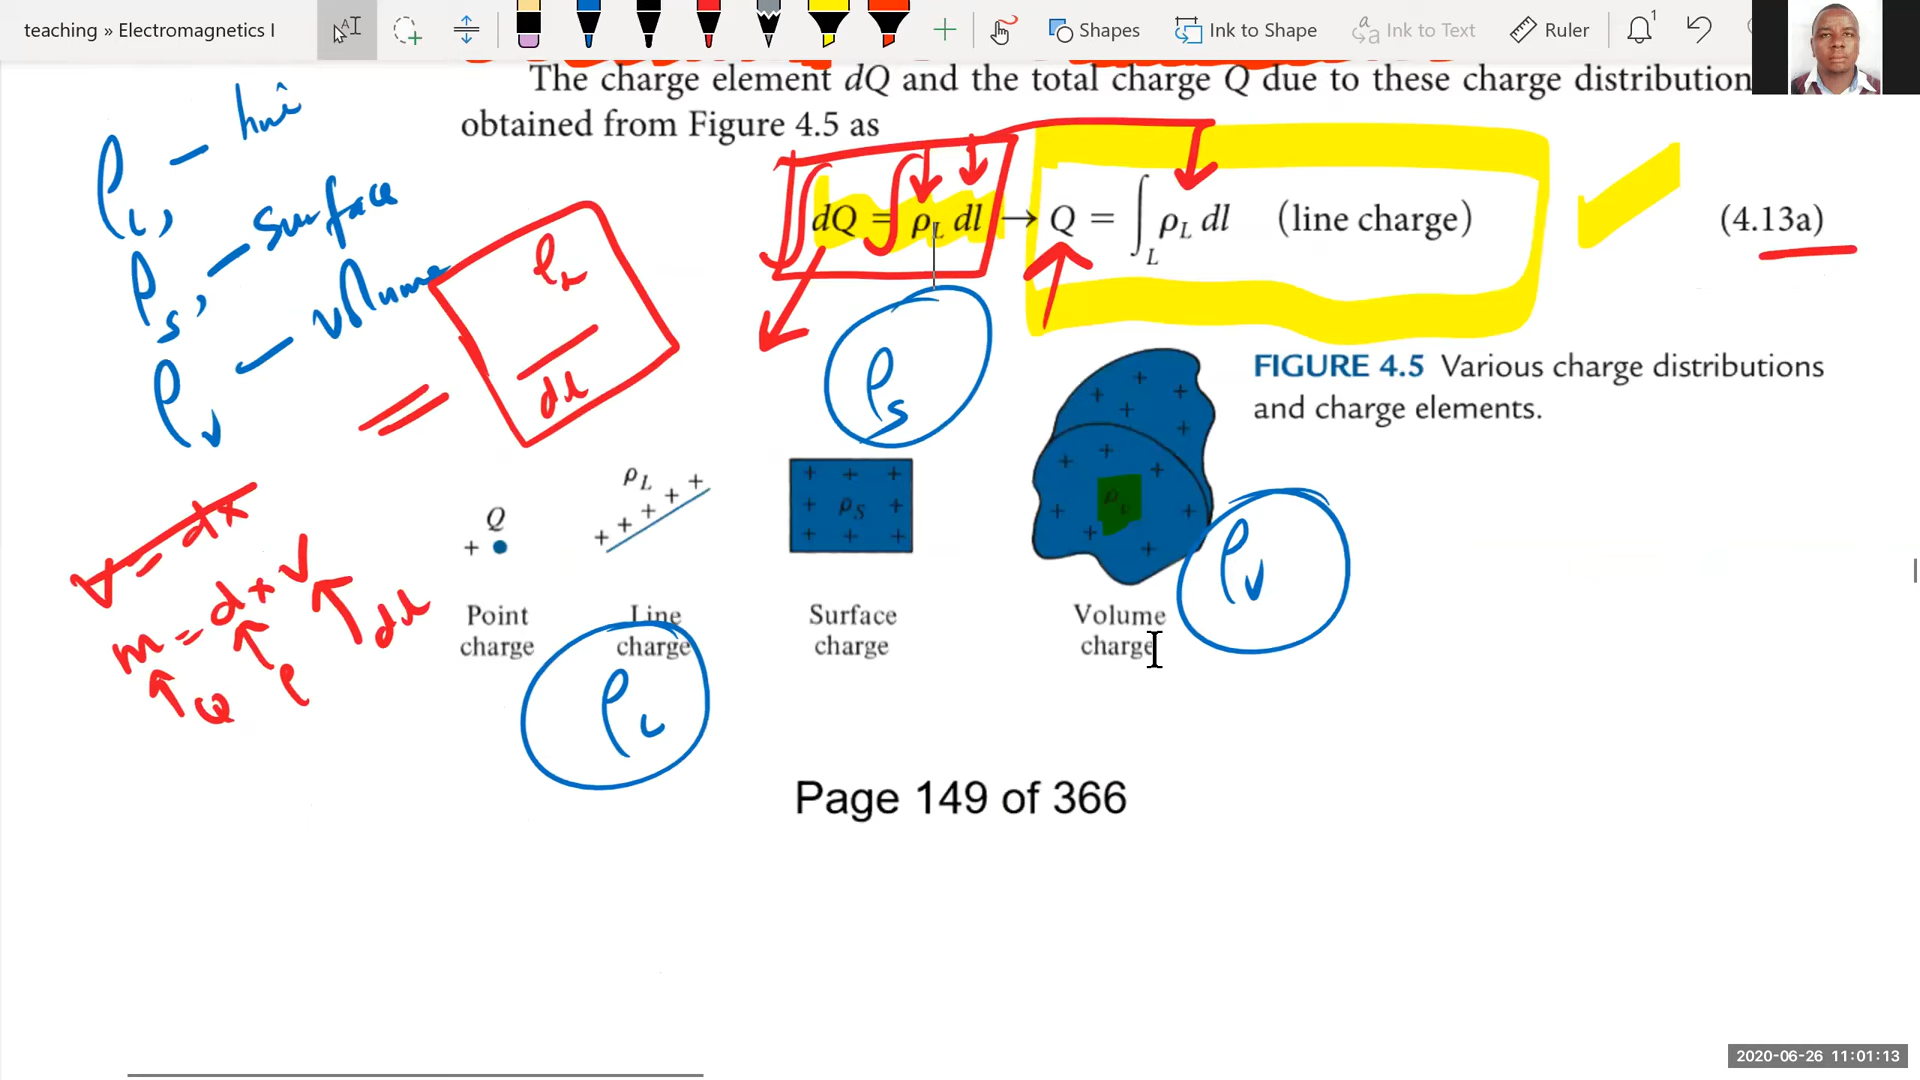 teaching » Electromagnetics I
Shapes
Ink to Shape
Ink to Text
Ruler
1
The charge element dQ and the total charge Q due to these charge distribution
obtained from Figure 4.5 as
ρL, – line
ρS, – surface
ρv – volume
ρL
dl
dQ = ρL dl → Q = ∫L ρL dl (line charge) (4.13a)
ρS
FIGURE 4.5 Various charge distributions
and charge elements.
Q
+
ρL
+ + + + +
+ + +
+ ρS +
+ + +
+ + + + + + + + + + + +
ρv
m = d x v
Q ρ dl
Point
charge
Line
charge
Surface
charge
Volume
charge
ρL
ρv
Page 149 of 366
2020-06-26 11:01:13